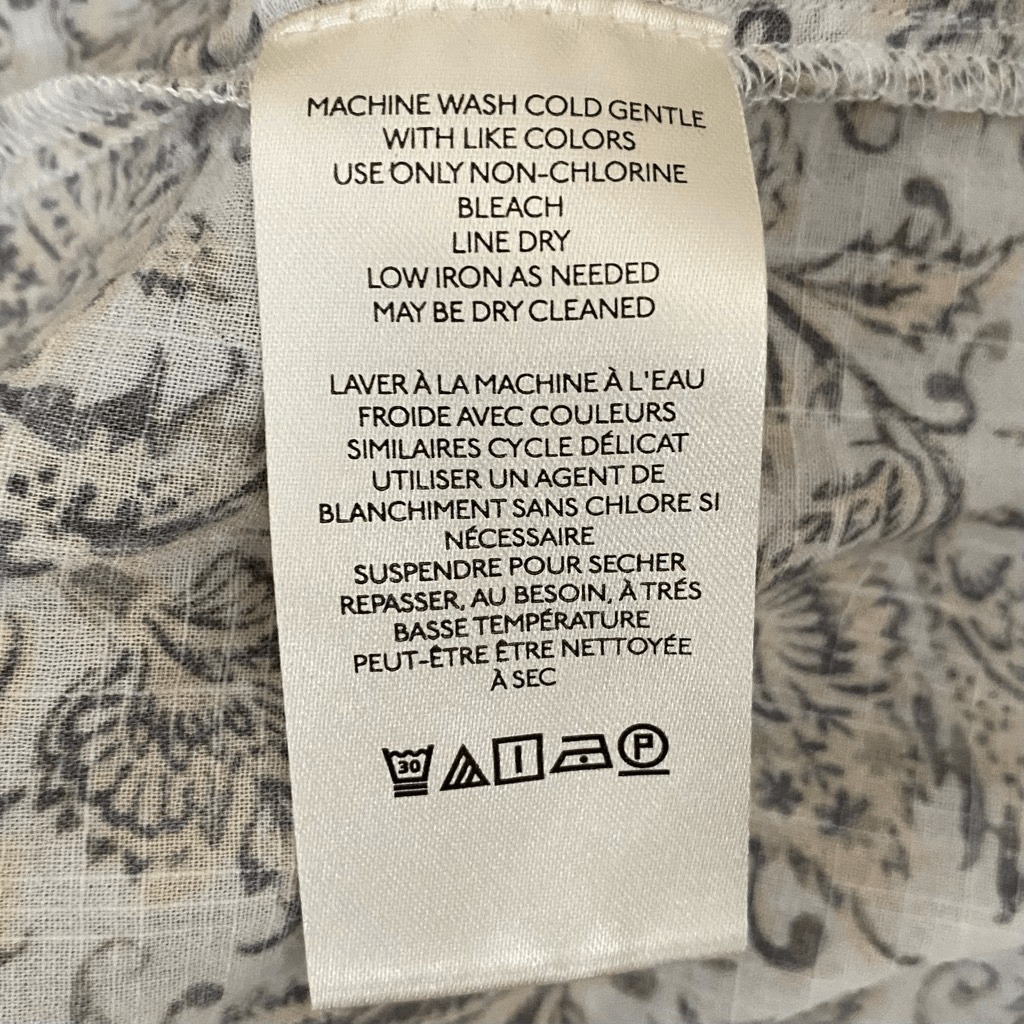 MACHINE WASH COLD GENTLE
WITH LIKE COLORS
USE ONLY NON-CHLORINE
BLEACH
LINE DRY
LOW IRON AS NEEDED
MAY BE DRY CLEANED
LAVER À LA MACHINE À L'EAU
FROIDE AVEC COULEURS
SIMILAIRES CYCLE DÉLICAT
UTILISER UN AGENT DE
BLANCHIMENT SANS CHLORE SI
NÉCESSAIRE
SUSPENDRE POUR SECHER
REPASSER, AU BESOIN, À TRÉS
BASSE TEMPÉRATURE
PEUT-ÊTRE ÊTRE NETTOYÉE
À SEC
30 P